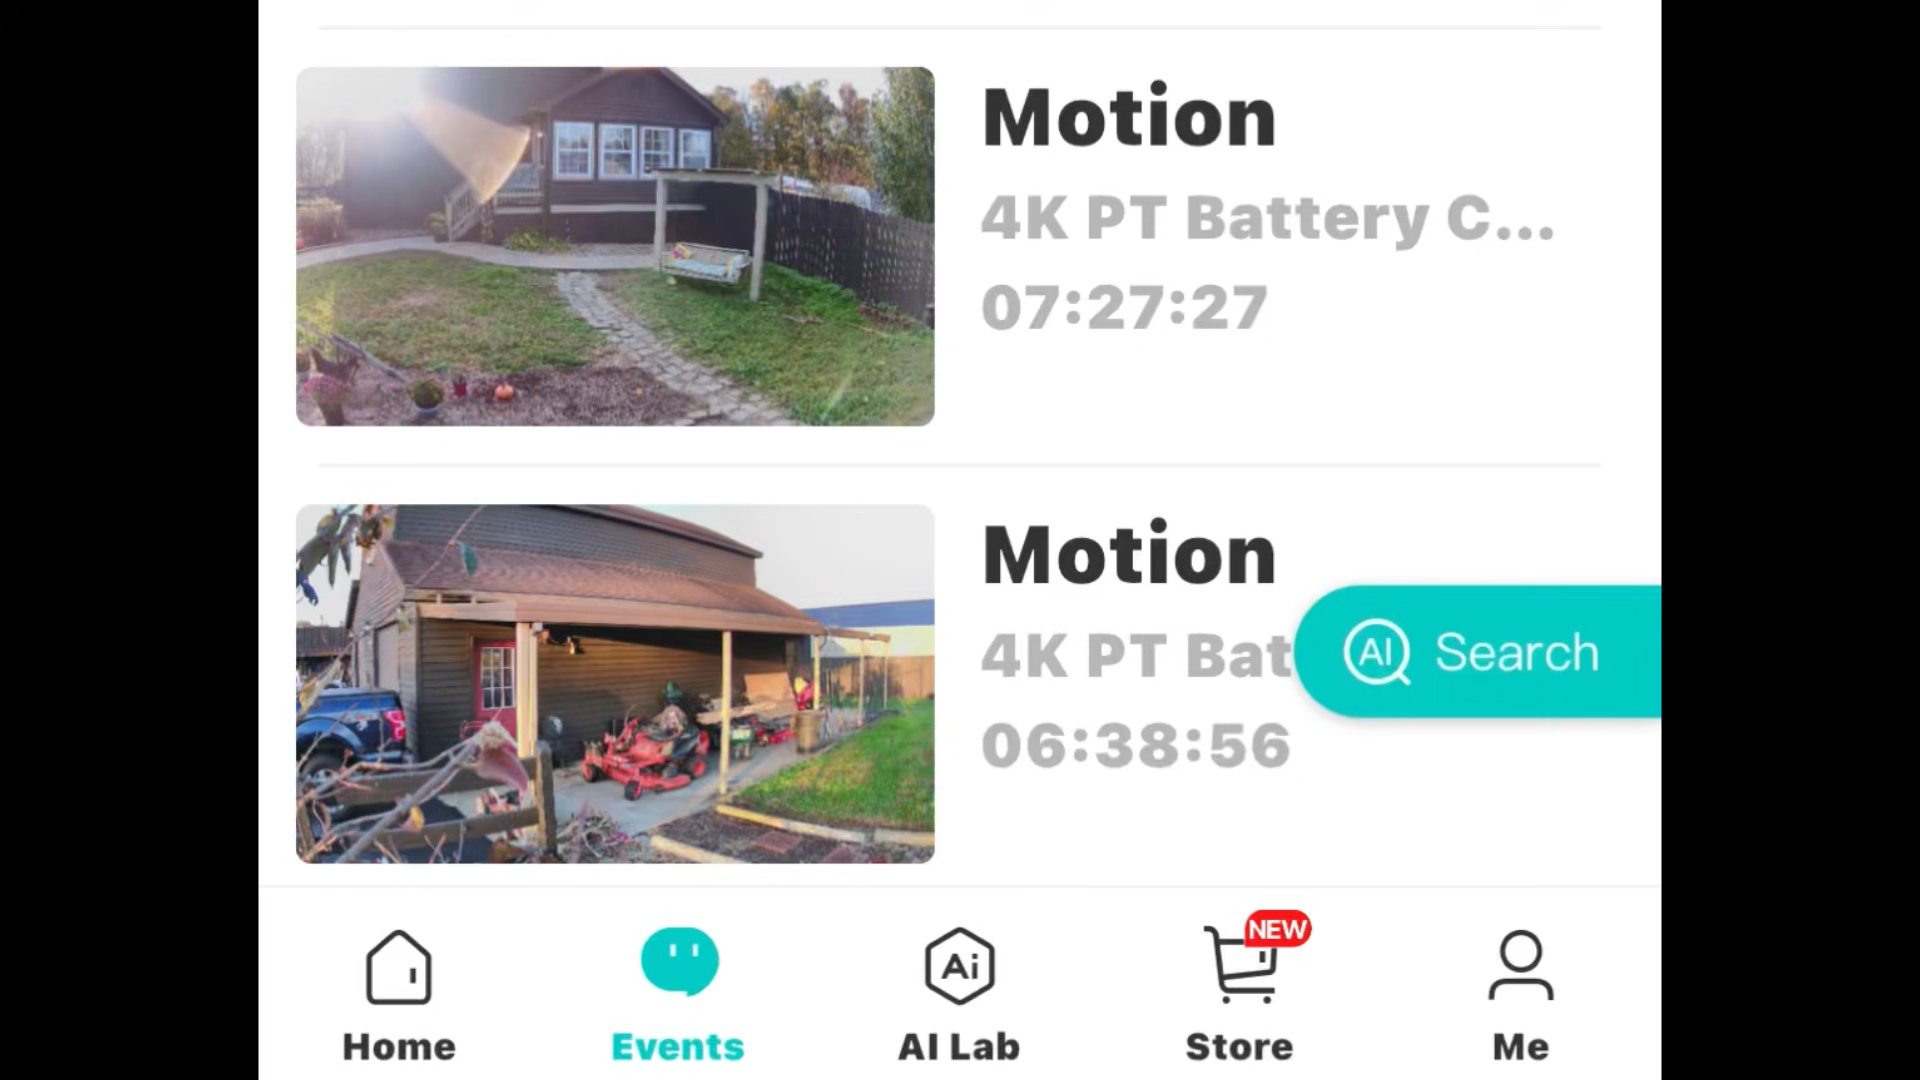 Motion
4K PT Battery C...
07:27:27
Motion
4K PT Bat
AI Search
06:38:56
NEW
Ai
Home
Events
AI Lab
Store
Me